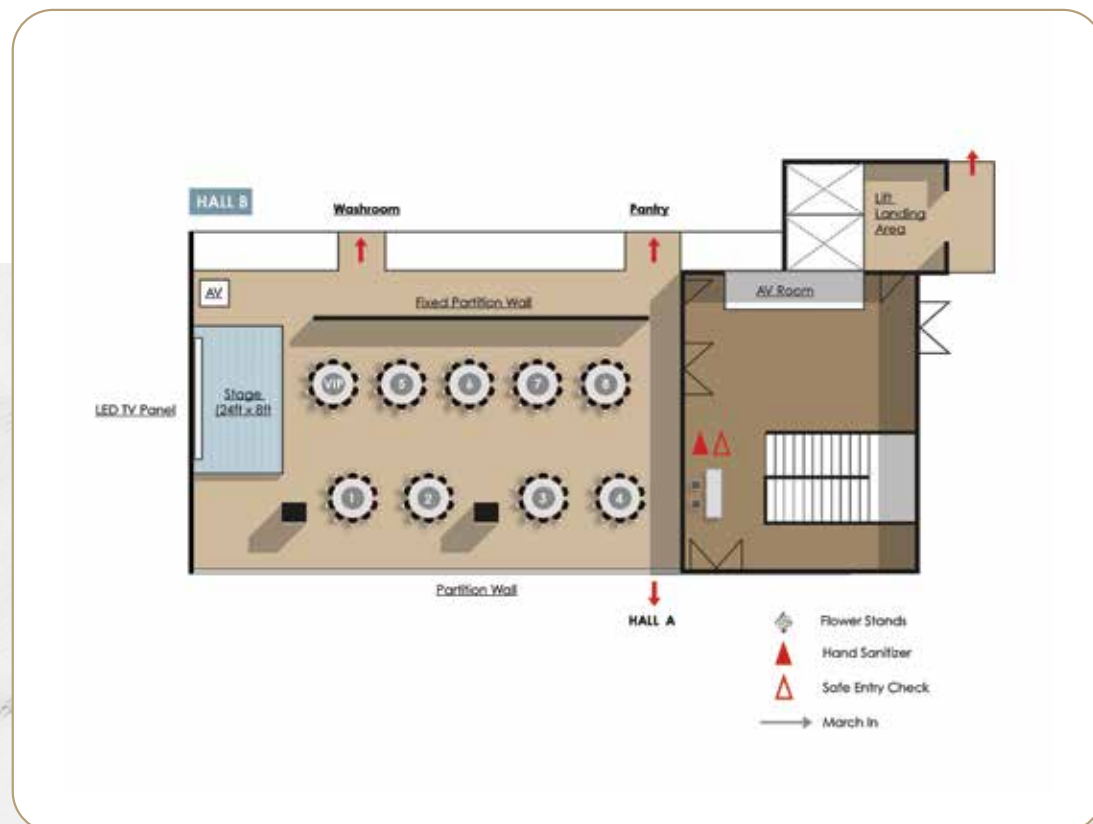 HALL B
Washroom
Pantry
Lift
Landing
Area
AV
Fixed Partition Wall
AV Room
LED TV Panel
Stage
(24ft x 8ft
VIP
5
6
7
8
1
2
3
4
Partition Wall
HALL A
Flower Stands
Hand Sanitizer
Safe Entry Check
March In